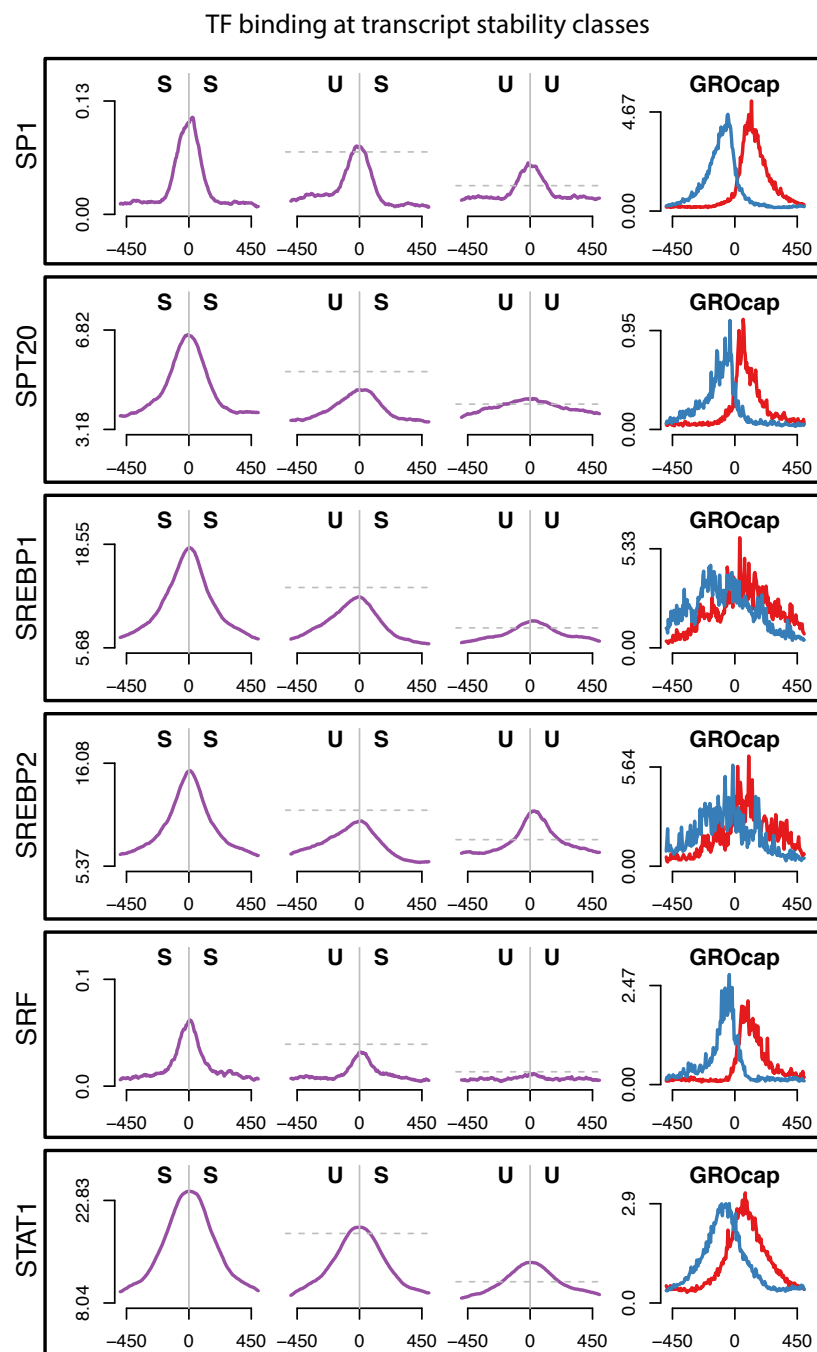 TF binding at transcript stability classes
SP1
S S U S U U GROcap
0.13 0.00 4.67 0.00
−450 0 450 −450 0 450 −450 0 450 −450 0 450
SPT20
S S U S U U GROcap
6.82 3.18 0.95 0.00
−450 0 450 −450 0 450 −450 0 450 −450 0 450
SREBP1
S S U S U U GROcap
18.55 5.68 5.33 0.00
−450 0 450 −450 0 450 −450 0 450 −450 0 450
SREBP2
S S U S U U GROcap
16.08 5.37 5.64 0.00
−450 0 450 −450 0 450 −450 0 450 −450 0 450
SRF
S S U S U U GROcap
0.1 0.0 2.47 0.00
−450 0 450 −450 0 450 −450 0 450 −450 0 450
STAT1
S S U S U U GROcap
22.83 8.04 2.9 0.0
−450 0 450 −450 0 450 −450 0 450 −450 0 450